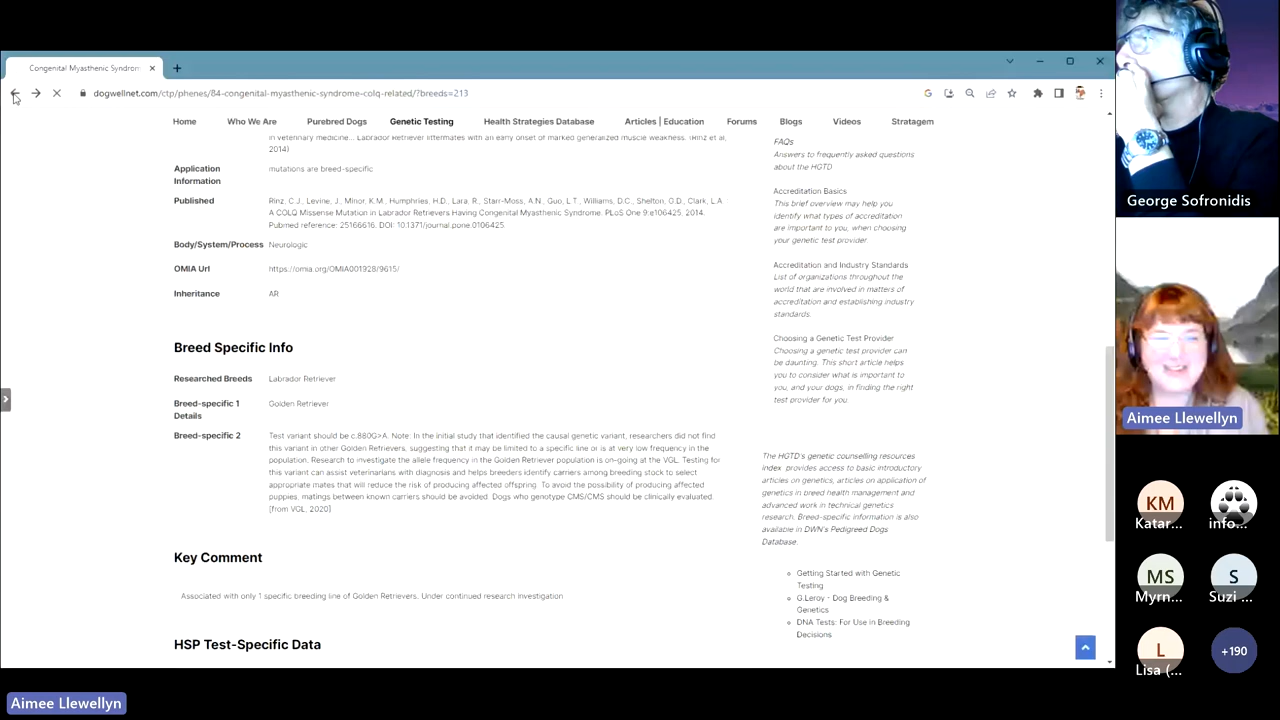 Congenital Myasthenic Syndrom
dogwellnet.com/ctp/phenes/84-congenital-myasthenic-syndrome-colq-related/?breeds=213
Home Who We Are Purebred Dogs Genetic Testing Health Strategies Database Articles | Education Forums Blogs Videos Stratagem
in veterinary medicine... Labrador Retriever littermates with an early onset of marked generalized muscle weakness. (Rinz et al,
2014)
Application
Information
mutations are breed-specific
Published
Rinz, C.J., Levine, J., Minor, K.M., Humphries, H.D., Lara, R., Starr-Moss, A.N., Guo, L.T., Williams, D.C., Shelton, G.D., Clark, L.A.
A COLQ Missense Mutation in Labrador Retrievers Having Congenital Myasthenic Syndrome. PLoS One 9:e106425, 2014.
Pubmed reference: 25166616. DOI: 10.1371/journal.pone.0106425.
Body/System/Process Neurologic
OMIA Url https://omia.org/OMIA001928/9615/
Inheritance AR
Breed Specific Info
Researched Breeds Labrador Retriever
Breed-specific 1
Details
Golden Retriever
Breed-specific 2
Test variant should be c.880G>A. Note: In the initial study that identified the causal genetic variant, researchers did not find
this variant in other Golden Retrievers, suggesting that it may be limited to a specific line or is at very low frequency in the
population. Research to investigate the allele frequency in the Golden Retriever population is on-going at the VGL. Testing for
this variant can assist veterinarians with diagnosis and helps breeders identify carriers among breeding stock to select
appropriate mates that will reduce the risk of producing affected offspring. To avoid the possibility of producing affected
puppies, matings between known carriers should be avoided. Dogs who genotype CMS/CMS should be clinically evaluated.
[from VGL, 2020]
Key Comment
Associated with only 1 specific breeding line of Golden Retrievers. Under continued research investigation
HSP Test-Specific Data
FAQs
Answers to frequently asked questions
about the HGTD
Accreditation Basics
This brief overview may help you
identify what types of accreditation
are important to you, when choosing
your genetic test provider
Accreditation and Industry Standards
List of organizations throughout the
world that are involved in matters of
accreditation and establishing industry
standards.
Choosing a Genetic Test Provider
Choosing a genetic test provider can
be daunting. This short article helps
you to consider what is important to
you, and your dogs, in finding the right
test provider for you
The HGTD's genetic counselling resources
index provides access to basic introductory
articles on genetics, articles on application of
genetics in breed health management and
advanced work in technical genetics
research. Breed-specific information is also
available in DWN's Pedigreed Dogs
Database.
Getting Started with Genetic
Testing
G.Leroy - Dog Breeding &
Genetics
DNA Tests: For Use in Breeding
Decisions
George Sofronidis
Aimee Llewellyn
KM
Katar...
info...
MS
Myrn...
S
Suzi ...
L
Lisa (...
+190
Aimee Llewellyn